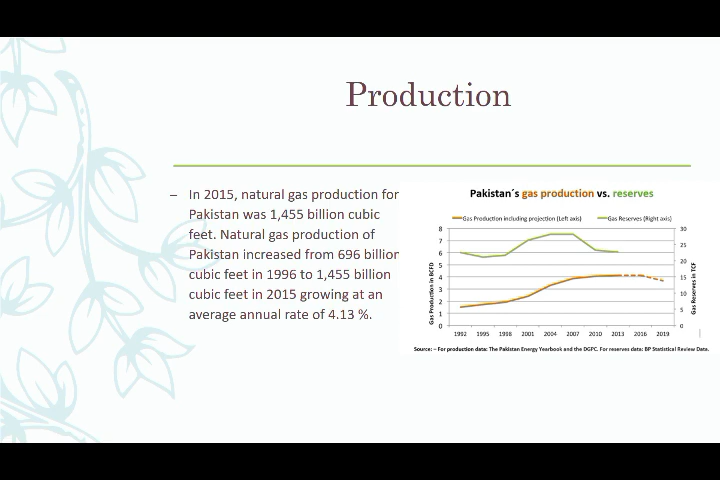 Production
– In 2015, natural gas production for
Pakistan was 1,455 billion cubic
feet. Natural gas production of
Pakistan increased from 696 billion
cubic feet in 1996 to 1,455 billion
cubic feet in 2015 growing at an
average annual rate of 4.13 %.
Pakistan´s gas production vs. reserves
Gas Production including projection (Left axis) Gas Reserves (Right axis)
Gas Production in BCFD
8
7
6
5
4
3
2
1
0
30
25
20
15
10
5
0
Gas Reserves in TCF
1992 1995 1998 2001 2004 2007 2010 2013 2016 2019
Source: – For production data: The Pakistan Energy Yearbook and the DGPC. For reserves data: BP Statistical Review Data.